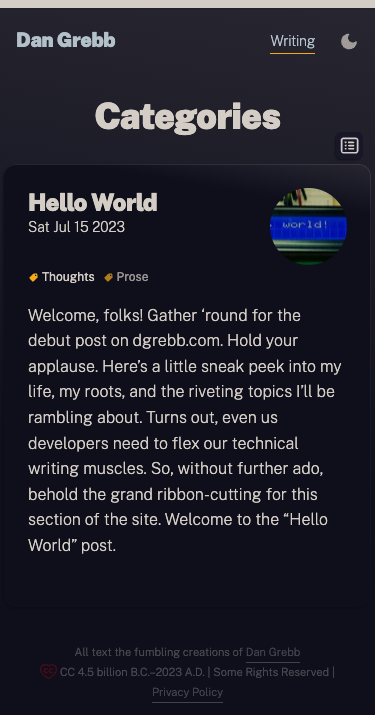 Dan Grebb
Writing
Categories
Hello World
Sat Jul 15 2023
world!
Thoughts Prose
Welcome, folks! Gather ‘round for the
debut post on dgrebb.com. Hold your
applause. Here’s a little sneak peek into my
life, my roots, and the riveting topics I’ll be
rambling about. Turns out, even us
developers need to flex our technical
writing muscles. So, without further ado,
behold the grand ribbon-cutting for this
section of the site. Welcome to the “Hello
World” post.
All text the fumbling creations of Dan Grebb
CC 4.5 billion B.C.–2023 A.D. | Some Rights Reserved |
Privacy Policy